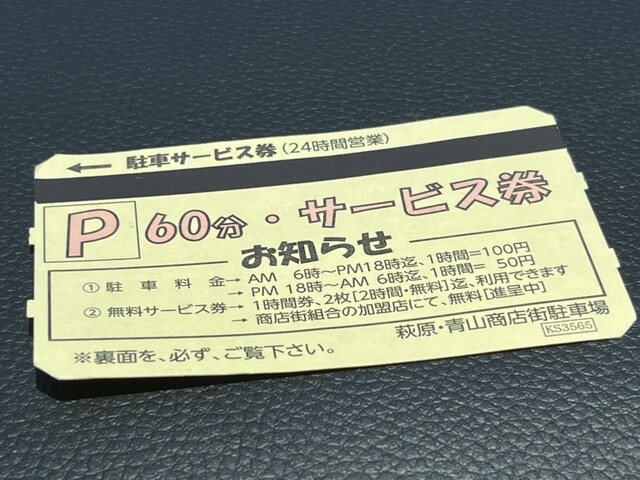 ← 駐車サービス券(24時間営業)
P 60分・サービス券
お知らせ
① 駐車料金→AM 6時〜PM18時迄、1時間=100円
→PM 18時〜AM 6時迄、1時間= 50円
② 無料サービス券→1時間券、2枚[2時間・無料]迄、利用できます
→商店街組合の加盟店にて、無料[進呈中]
※裏面を、必ず、ご覧下さい。
萩原・青山商店街駐車場
KS3565